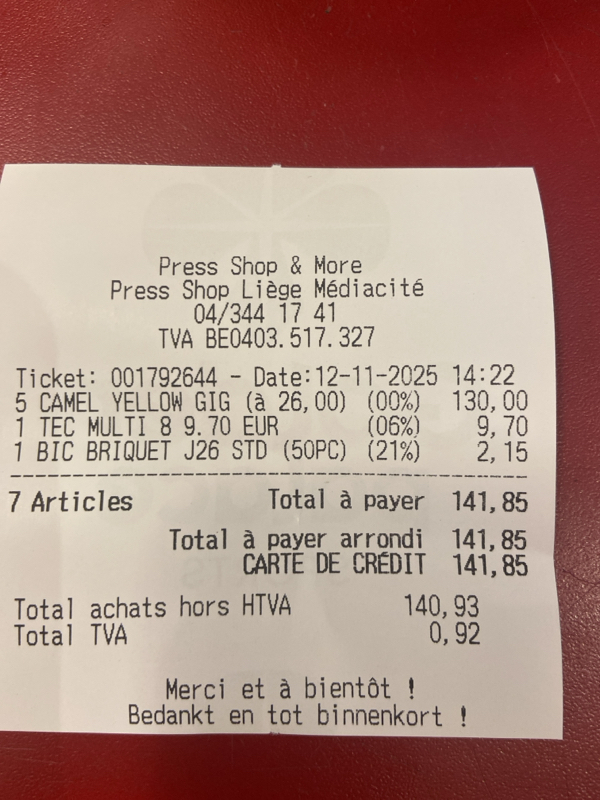 Press Shop & More
Press Shop Liège Médiacité
04/344 17 41
TVA BE0403.517.327
Ticket: 001792644 - Date:12-11-2025 14:22
5 CAMEL YELLOW GIG (à 26,00) (00%) 130,00
1 TEC MULTI 8 9.70 EUR (06%) 9,70
1 BIC BRIQUET J26 STD (50PC) (21%) 2,15
7 Articles Total à payer 141,85
Total à payer arrondi 141,85
CARTE DE CRÉDIT 141,85
Total achats hors HTVA 140,93
Total TVA 0,92
Merci et à bientôt !
Bedankt en tot binnenkort !